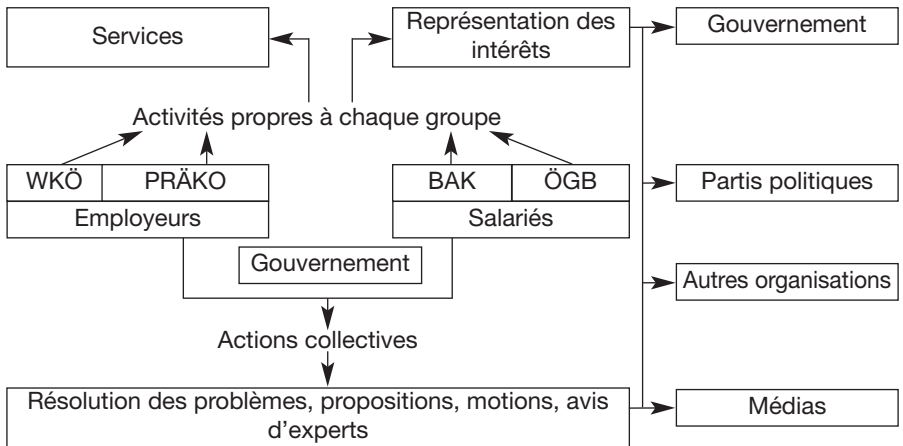 Services
Représentation des
intérêts
Gouvernement
Activités propres à chaque groupe
WKÖ
PRÄKO
BAK
ÖGB
Partis politiques
Employeurs
Salariés
Gouvernement
Autres organisations
Actions collectives
Résolution des problèmes, propositions, motions, avis
d'experts
Médias